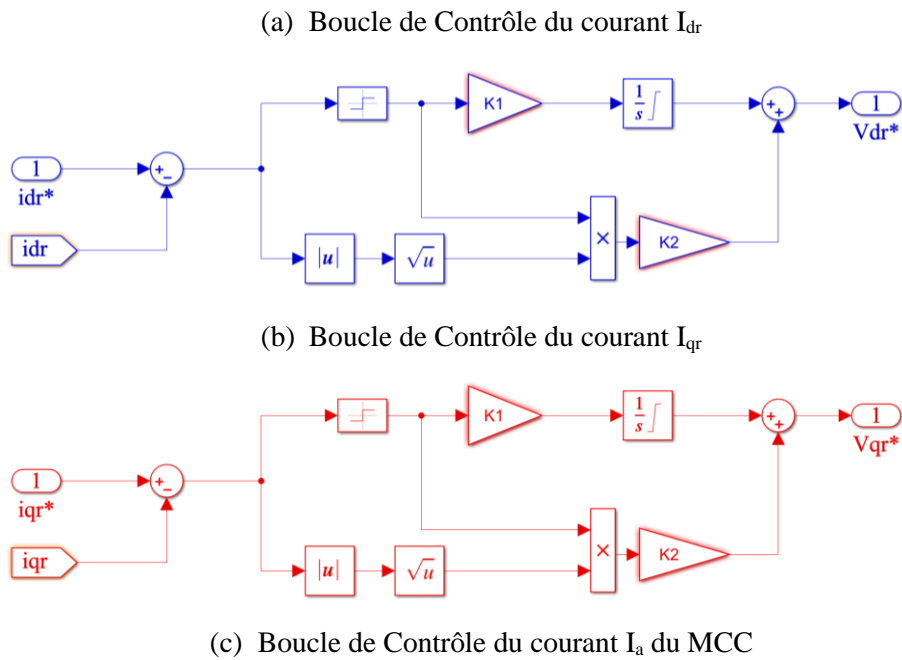 (a) Boucle de Contrôle du courant Idr
K1
1
s
+
+
1
Vdr*
1
idr*
+
−
idr
|u|
√u
×
K2
(b) Boucle de Contrôle du courant Iqr
K1
1
s
+
+
1
Vqr*
1
iqr*
+
−
iqr
|u|
√u
×
K2
(c) Boucle de Contrôle du courant Ia du MCC